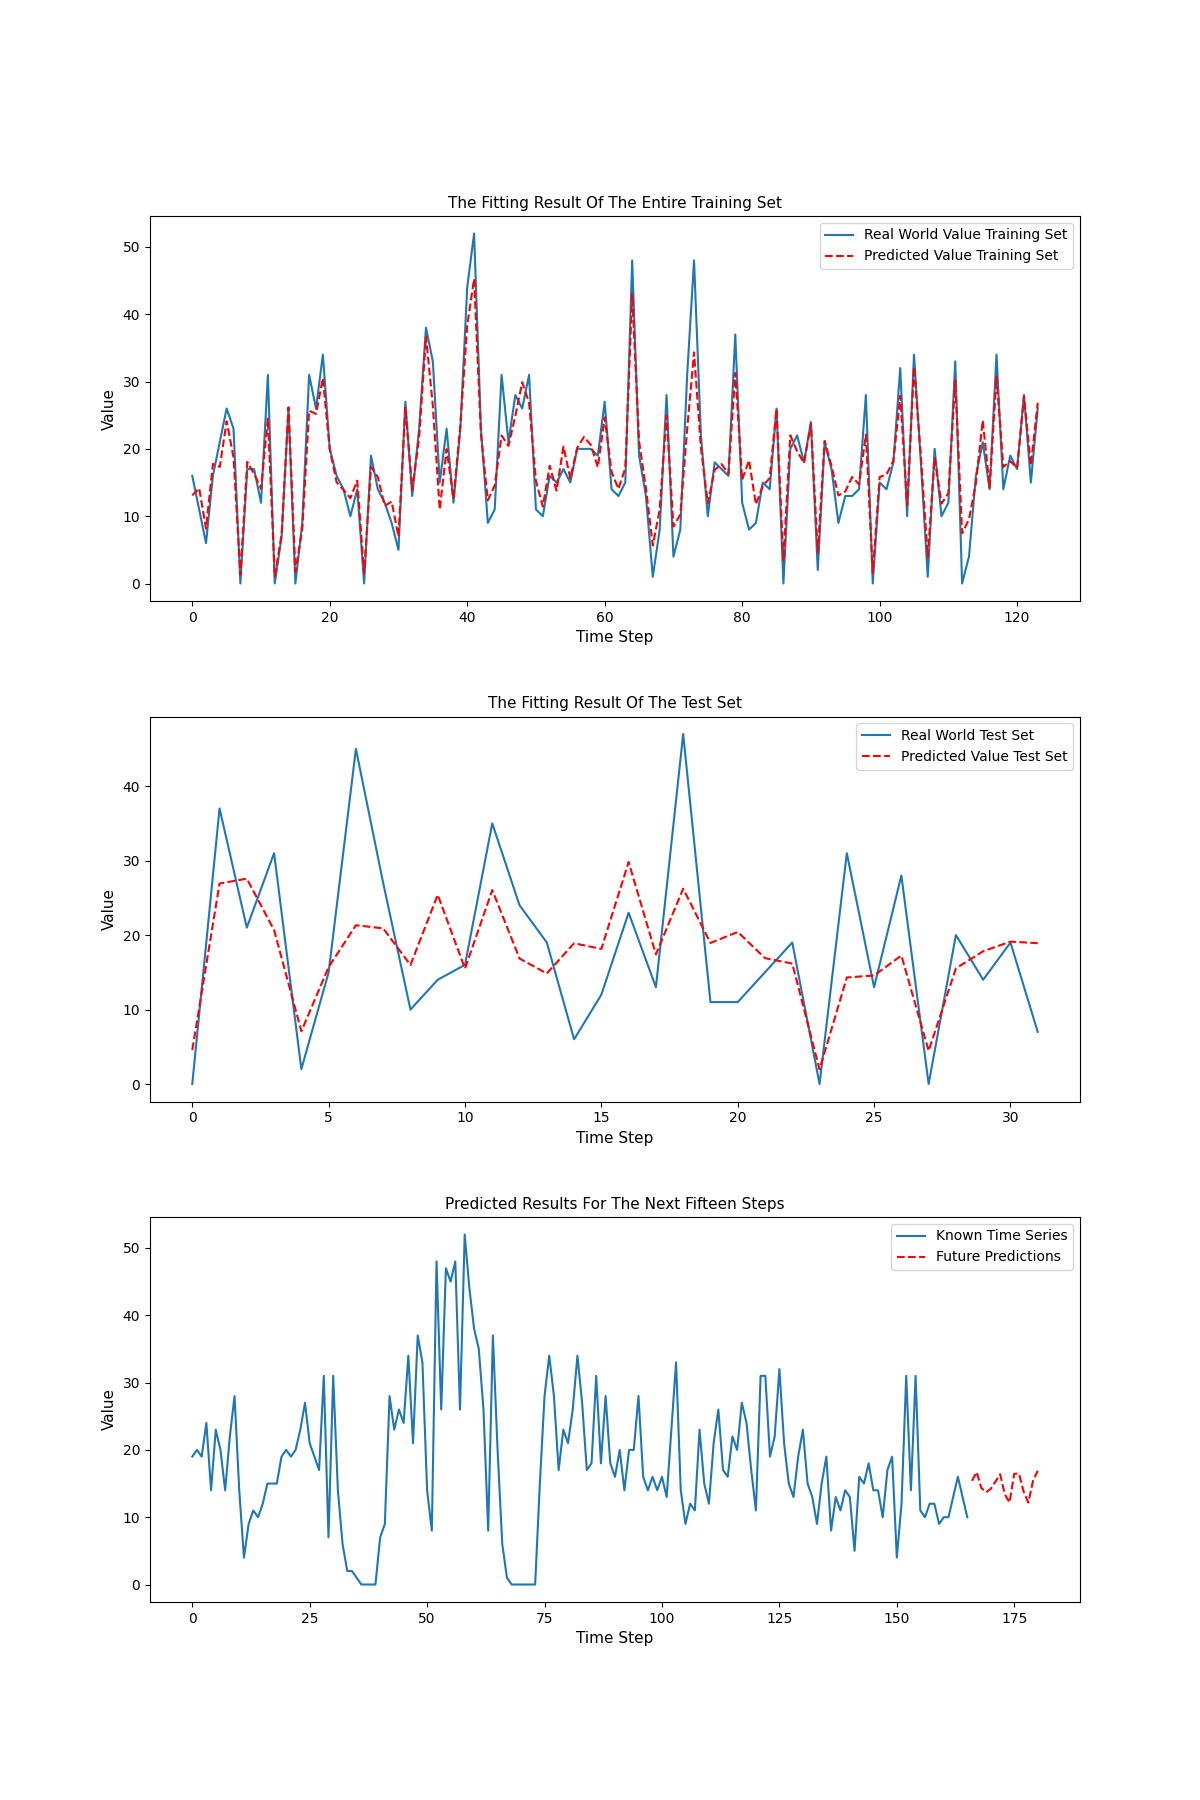 The Fitting Result Of The Entire Training Set
Real World Value Training Set
Predicted Value Training Set
Value
50
40
30
20
10
0
0 20 40 60 80 100 120
Time Step
The Fitting Result Of The Test Set
Real World Test Set
Predicted Value Test Set
Value
40
30
20
10
0
0 5 10 15 20 25 30
Time Step
Predicted Results For The Next Fifteen Steps
Known Time Series
Future Predictions
Value
50
40
30
20
10
0
0 25 50 75 100 125 150 175
Time Step